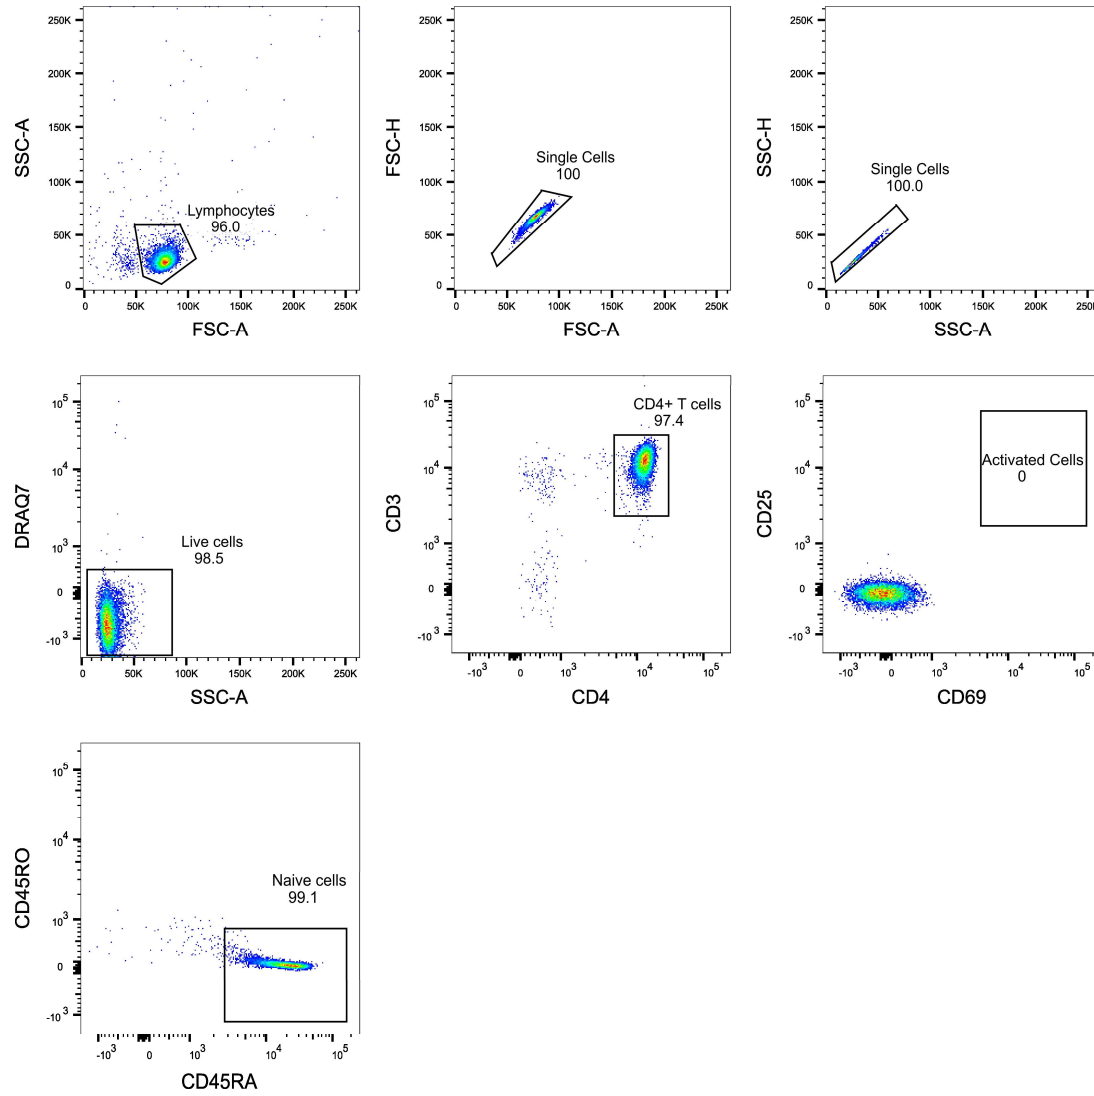 250K
200K
150K
100K
50K
0
SSC-A
Lymphocytes
96.0
0 50K 100K 150K 200K 250K
FSC-A
250K
200K
150K
100K
50K
0
FSC-H
Single Cells
100
0 50K 100K 150K 200K 250K
FSC-A
250K
200K
150K
100K
50K
0
SSC-H
Single Cells
100.0
0 50K 100K 150K 200K 250K
SSC-A
10^5
10^4
10^3
0
-10^3
DRAQ7
Live cells
98.5
0 50K 100K 150K 200K 250K
SSC-A
10^5
10^4
10^3
0
-10^3
CD3
CD4+ T cells
97.4
-10^3 0 10^3 10^4 10^5
CD4
10^5
10^4
10^3
0
-10^3
CD25
Activated Cells
0
-10^3 0 10^3 10^4 10^5
CD69
10^5
10^4
10^3
0
-10^3
CD45RO
Naive cells
99.1
-10^3 0 10^3 10^4 10^5
CD45RA